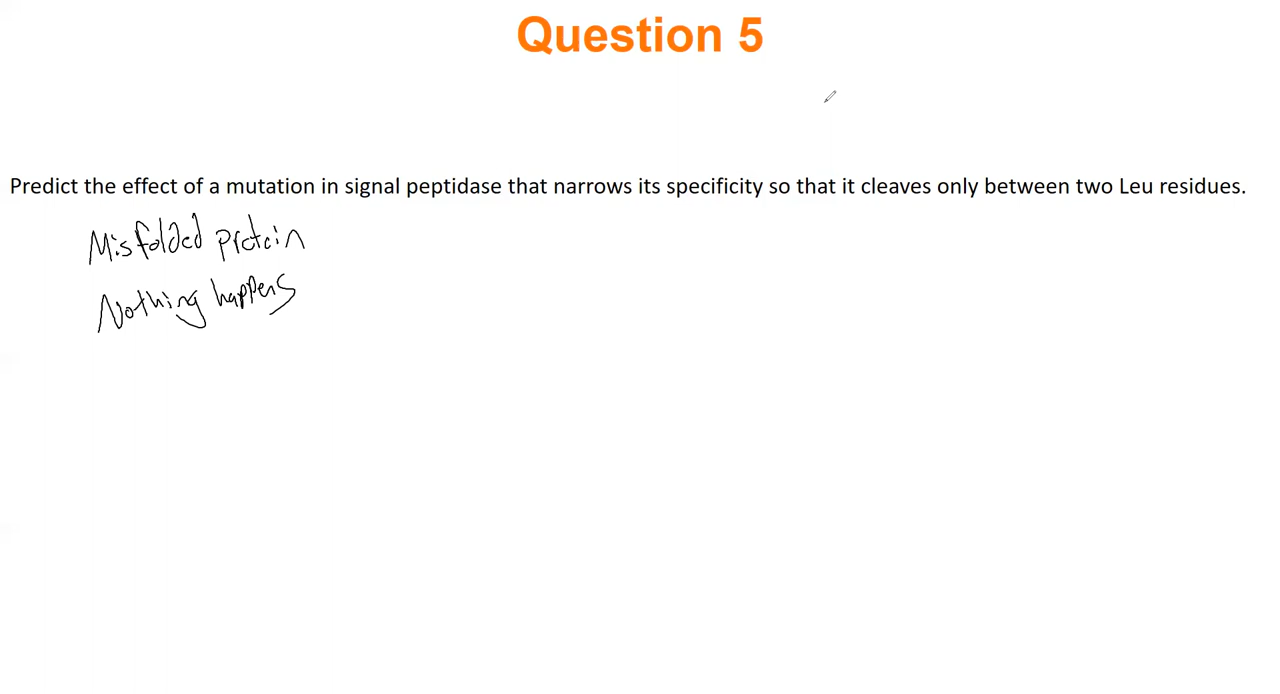 Question 5
Predict the effect of a mutation in signal peptidase that narrows its specificity so that it cleaves only between two Leu residues.
Misfolded protein
Nothing happens